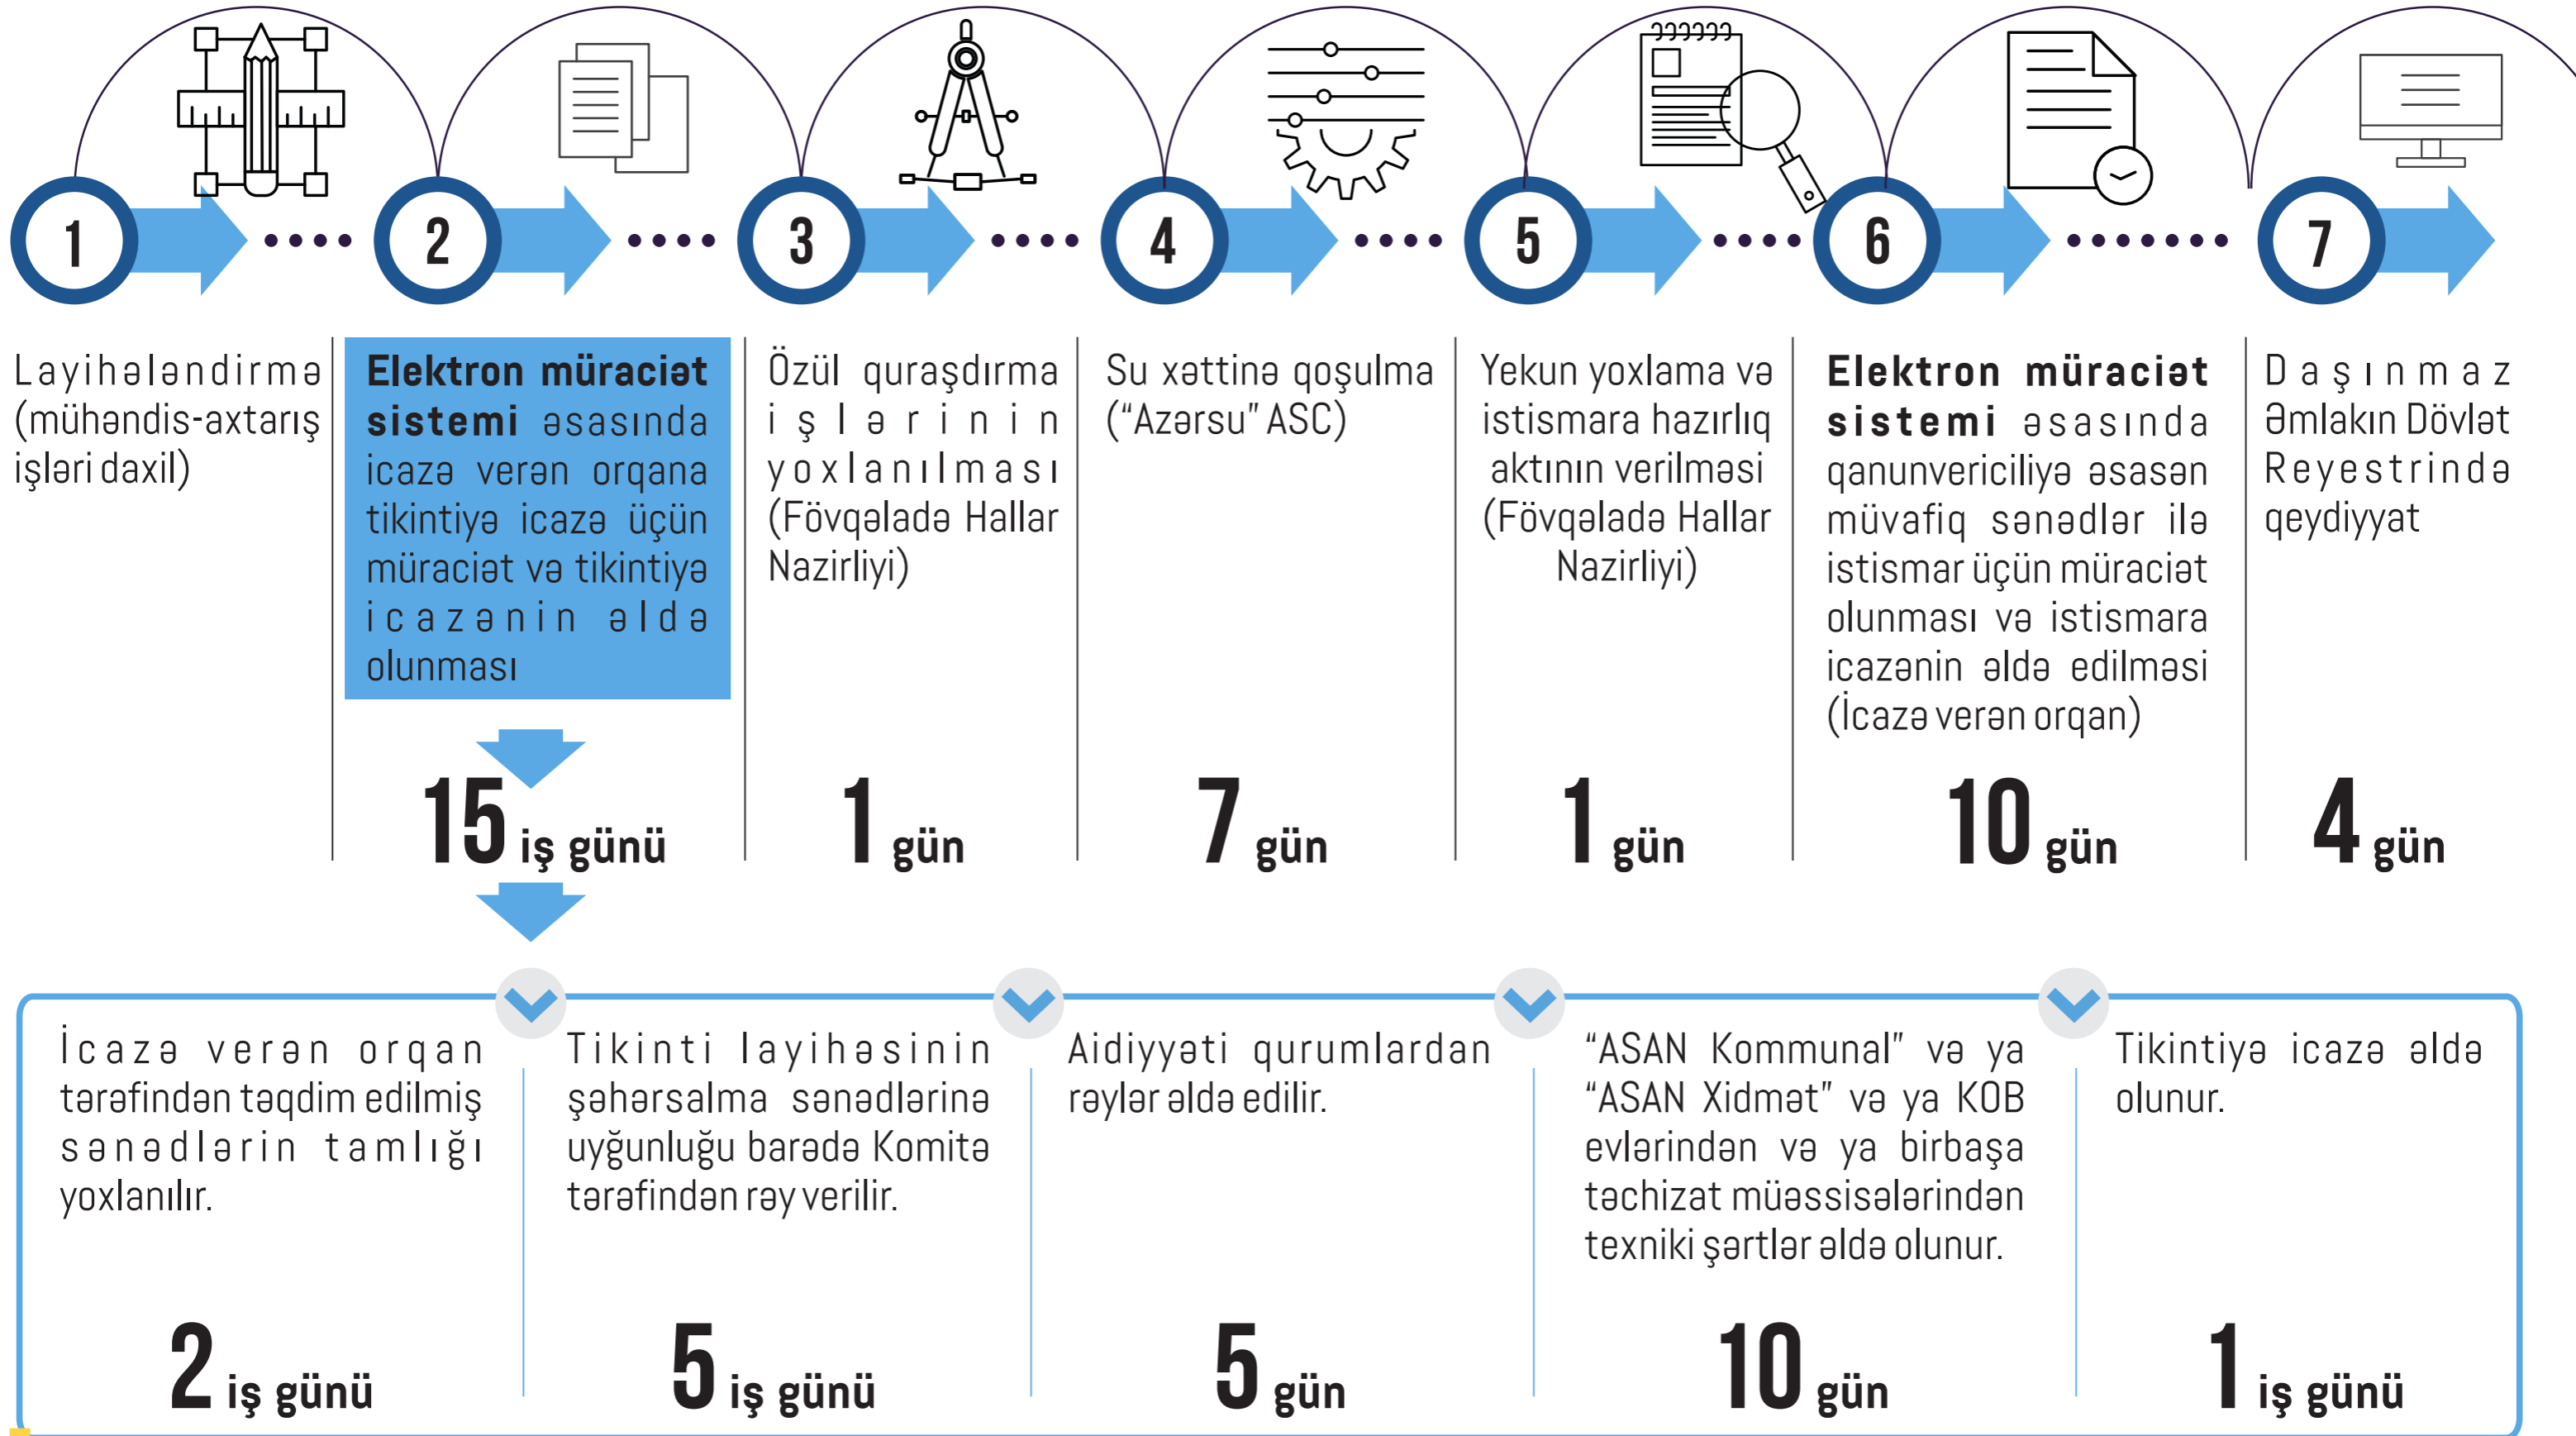 1
2
3
4
5
6
7
Layihələndirmə
(mühəndis-axtarış
işləri daxil)
Elektron müraciət
sistemi əsasında
icazə verən orqana
tikintiyə icazə üçün
müraciət və tikintiyə
icazənin əldə
olunması
15 iş günü
Özül quraşdırma
işlərinin
yoxlanılması
(Fövqəladə Hallar
Nazirliyi)
1 gün
Su xəttinə qoşulma
(“Azərsu” ASC)
7 gün
Yekun yoxlama və
istismara hazırlıq
aktının verilməsi
(Fövqəladə Hallar
Nazirliyi)
1 gün
Elektron müraciət
sistemi əsasında
qanunvericiliyə əsasən
müvafiq sənədlər ilə
istismar üçün müraciət
olunması və istismara
icazənin əldə edilməsi
(İcazə verən orqan)
10 gün
Daşınmaz
Əmlakın Dövlət
Reyestrində
qeydiyyat
4 gün
İcazə verən orqan
tərəfindən təqdim edilmiş
sənədlərin tamlığı
yoxlanılır.
2 iş günü
Tikinti layihəsinin
şəhərsalma sənədlərinə
uyğunluğu barədə Komitə
tərəfindən rəy verilir.
5 iş günü
Aidiyyəti qurumlardan
rəylər əldə edilir.
5 gün
“ASAN Kommunal” və ya
“ASAN Xidmət” və ya KOB
evlərindən və ya birbaşa
təchizat müəssisələrindən
texniki şərtlər əldə olunur.
10 gün
Tikintiyə icazə əldə
olunur.
1 iş günü